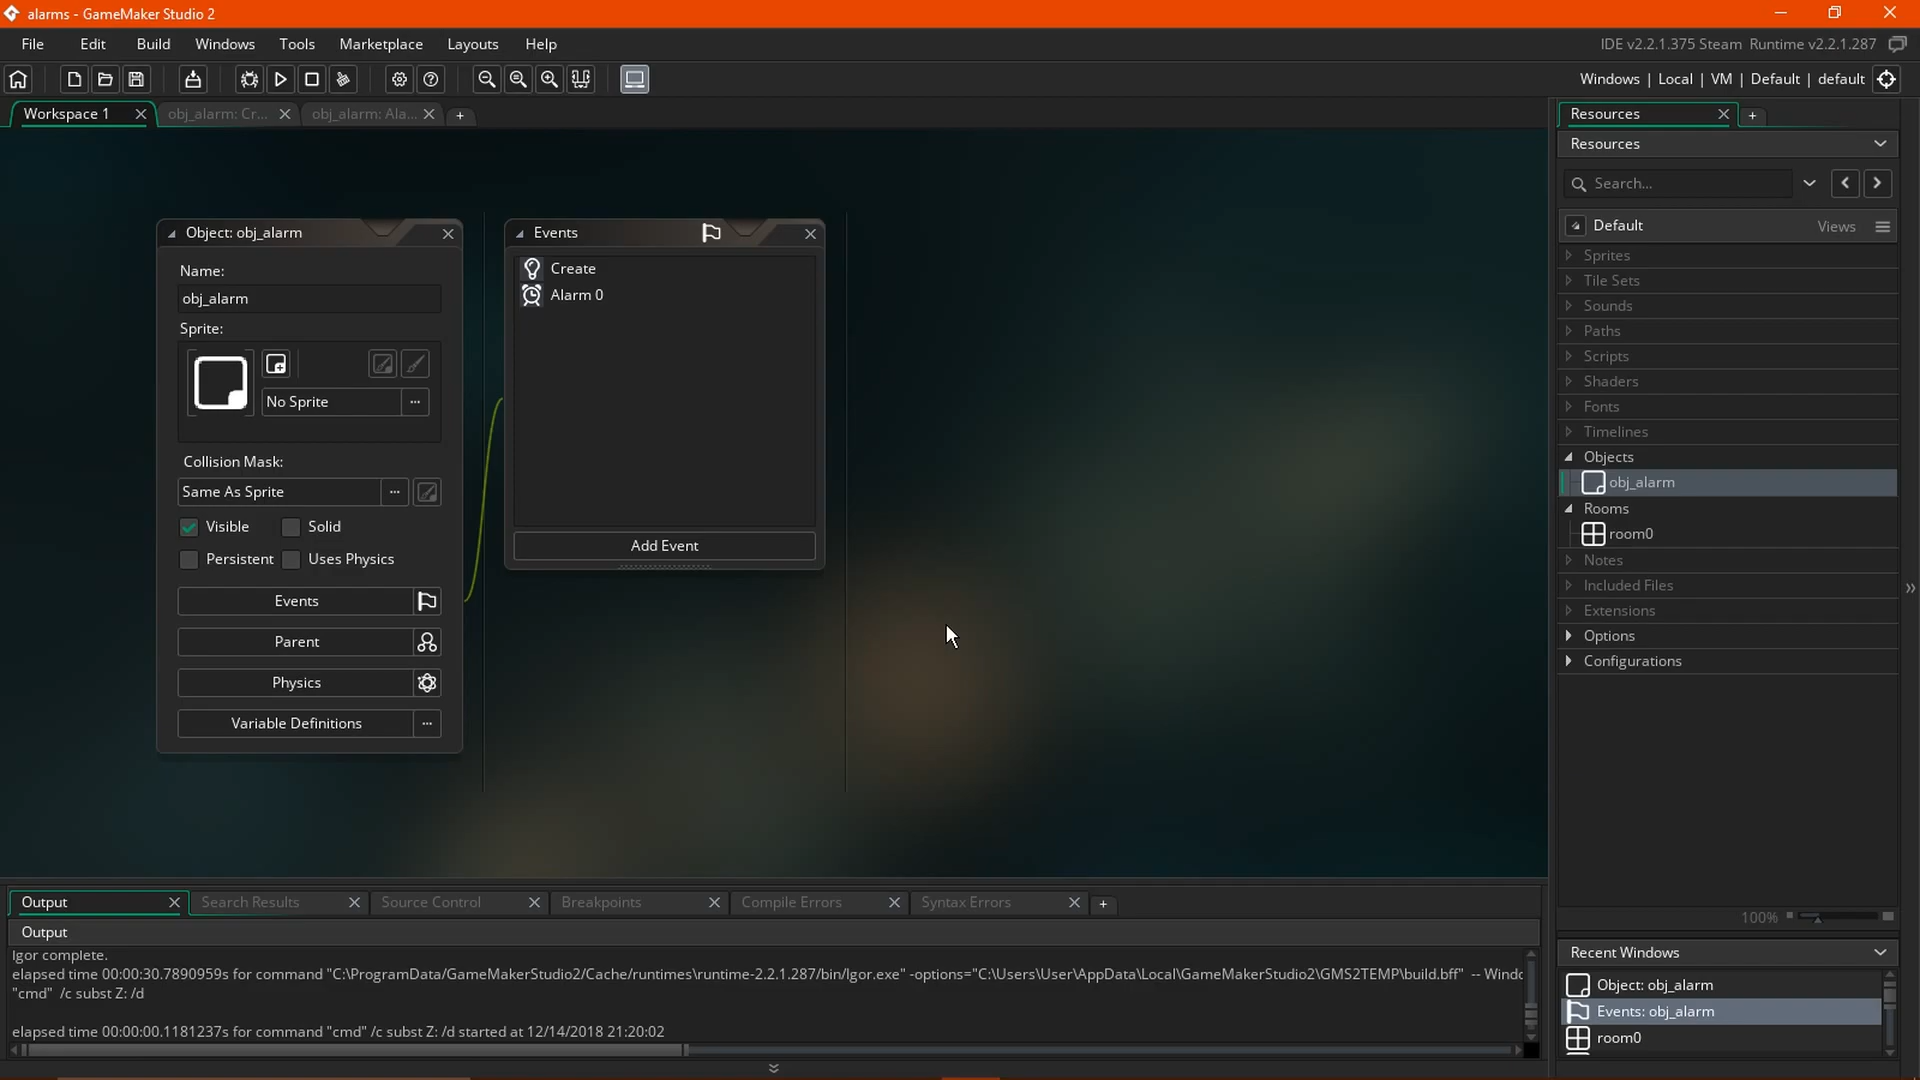 alarms - GameMaker Studio 2
File Edit Build Windows Tools Marketplace Layouts Help
IDE v2.2.1.375 Steam Runtime v2.2.1.287
Windows | Local | VM | Default | default
Workspace 1
obj_alarm: Cr...
obj_alarm: Ala...
Object: obj_alarm
Name:
obj_alarm
Sprite:
No Sprite
Collision Mask:
Same As Sprite
Visible Solid
Persistent Uses Physics
Events
Parent
Physics
Variable Definitions
Events
Create
Alarm 0
Add Event
Resources
Resources
Search...
Default Views
Sprites
Tile Sets
Sounds
Paths
Scripts
Shaders
Fonts
Timelines
Objects
obj_alarm
Rooms
room0
Notes
Included Files
Extensions
Options
Configurations
100%
Recent Windows
Object: obj_alarm
Events: obj_alarm
room0
Output Search Results Source Control Breakpoints Compile Errors Syntax Errors
Output
Igor complete.
elapsed time 00:00:30.7890959s for command "C:\ProgramData/GameMakerStudio2/Cache/runtimes\runtime-2.2.1.287/bin/Igor.exe" -options="C:\Users\User\AppData\Local\GameMakerStudio2\GMS2TEMP\build.bff" -- Windo
"cmd" /c subst Z: /d
elapsed time 00:00:00.1181237s for command "cmd" /c subst Z: /d started at 12/14/2018 21:20:02